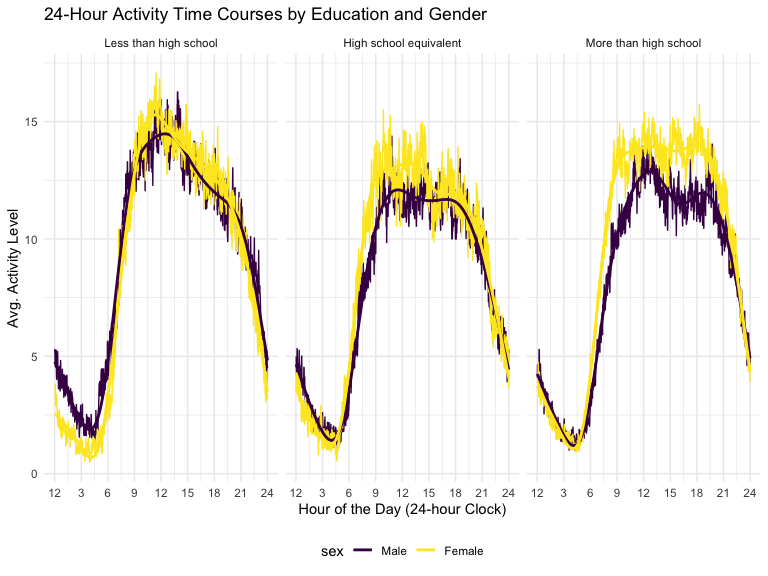 24-Hour Activity Time Courses by Education and Gender
Less than high school
High school equivalent
More than high school
Avg. Activity Level
15
10
5
0
12 3 6 9 12 15 18 21 24
12 3 6 9 12 15 18 21 24
12 3 6 9 12 15 18 21 24
Hour of the Day (24-hour Clock)
sex Male Female